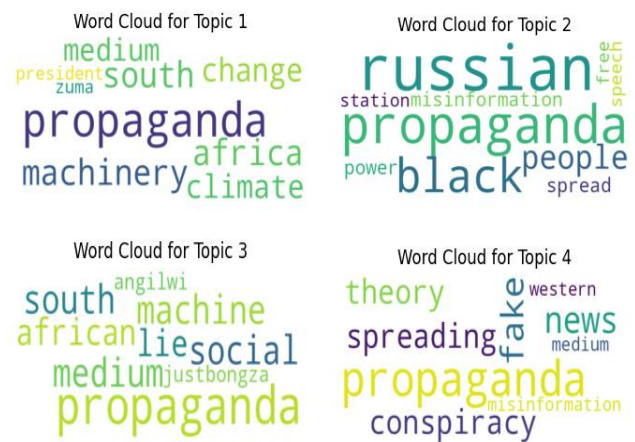 Word Cloud for Topic 1
medium
president south change
zuma
propaganda
africa
machinery climate
Word Cloud for Topic 2
russian free speech
station misinformation
propaganda
power black people
spread
Word Cloud for Topic 3
angilwi
south machine
african lie social
medium justbongza
propaganda
Word Cloud for Topic 4
theory fake western
spreading news
medium
propaganda
misinformation
conspiracy